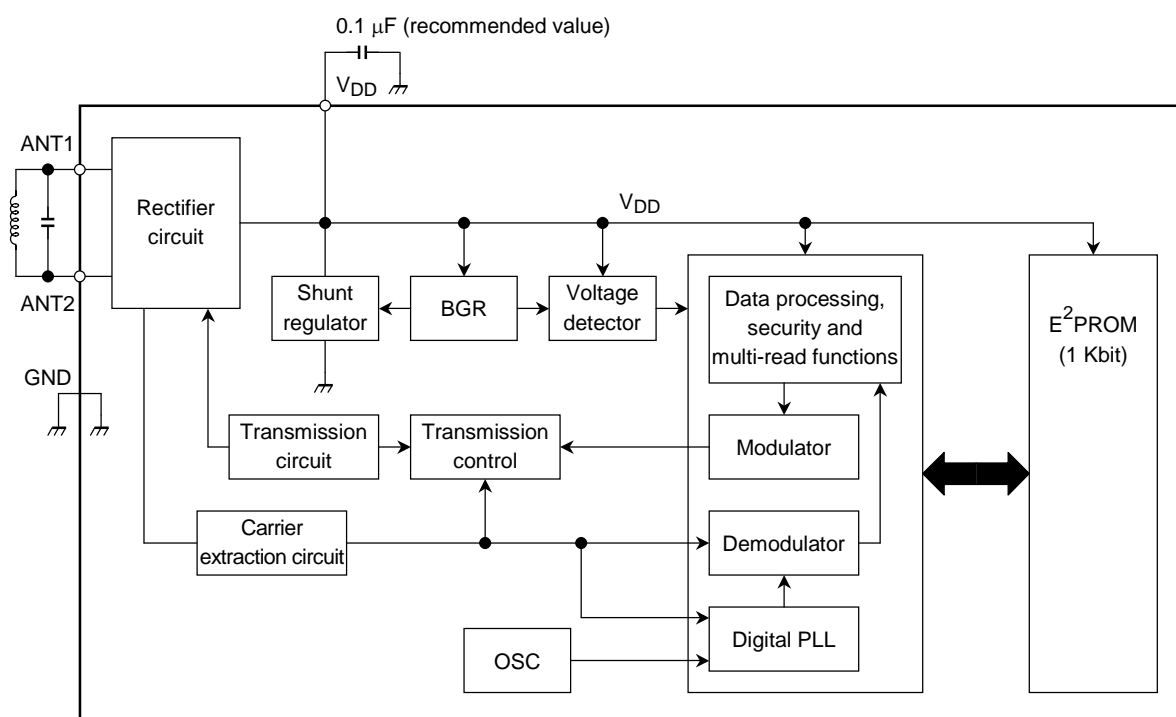 0.1 μF (recommended value)
VDD
ANT1
Rectifier
circuit
VDD
ANT2
Shunt
regulator
BGR
Voltage
detector
Data processing,
security and
multi-read functions
E2PROM
(1 Kbit)
GND
Transmission
circuit
Transmission
control
Modulator
Carrier
extraction circuit
Demodulator
OSC
Digital PLL